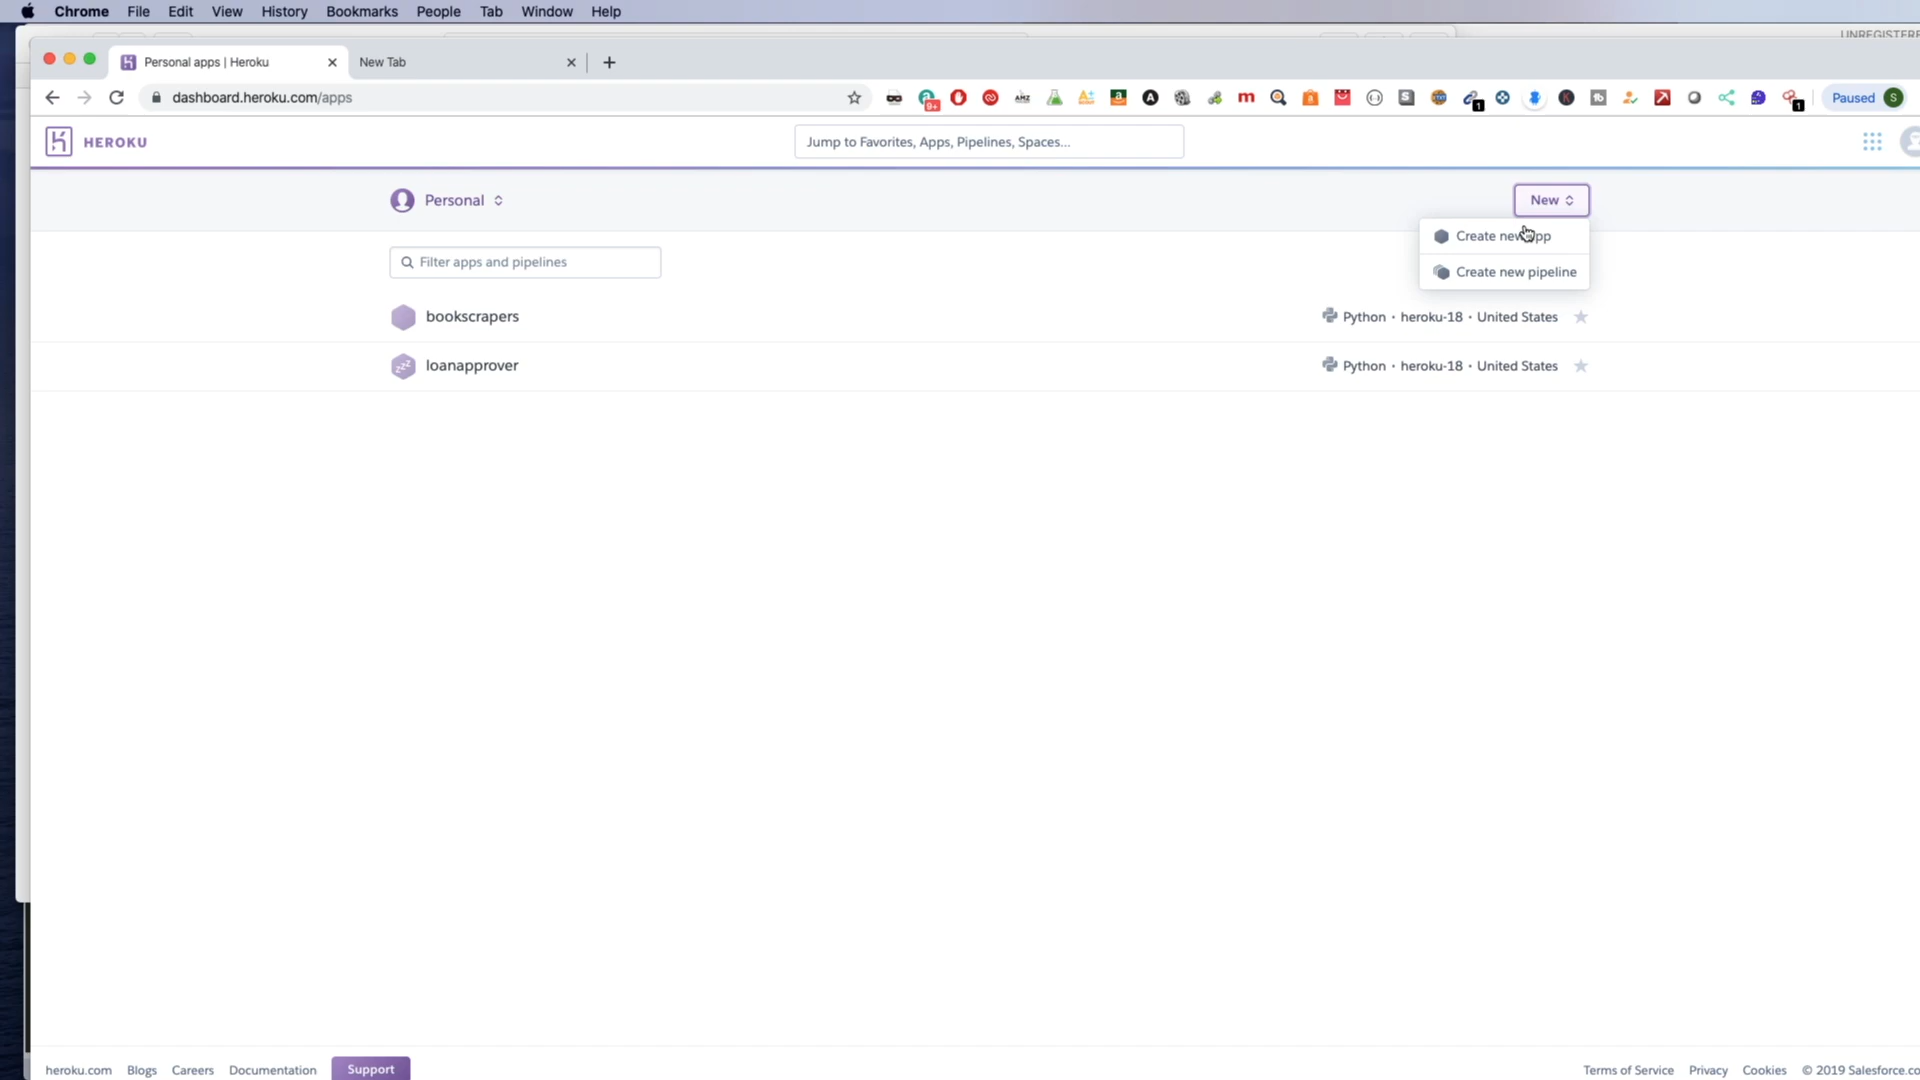 Chrome File Edit View History Bookmarks People Tab Window Help
Personal apps | Heroku New Tab
dashboard.heroku.com/apps Paused S
HEROKU Jump to Favorites, Apps, Pipelines, Spaces...
Personal New
Create new app
Filter apps and pipelines
Create new pipeline
bookscrapers Python • heroku-18 • United States
loanapprover Python • heroku-18 • United States
heroku.com Blogs Careers Documentation Support Terms of Service Privacy Cookies © 2019 Salesforce.co